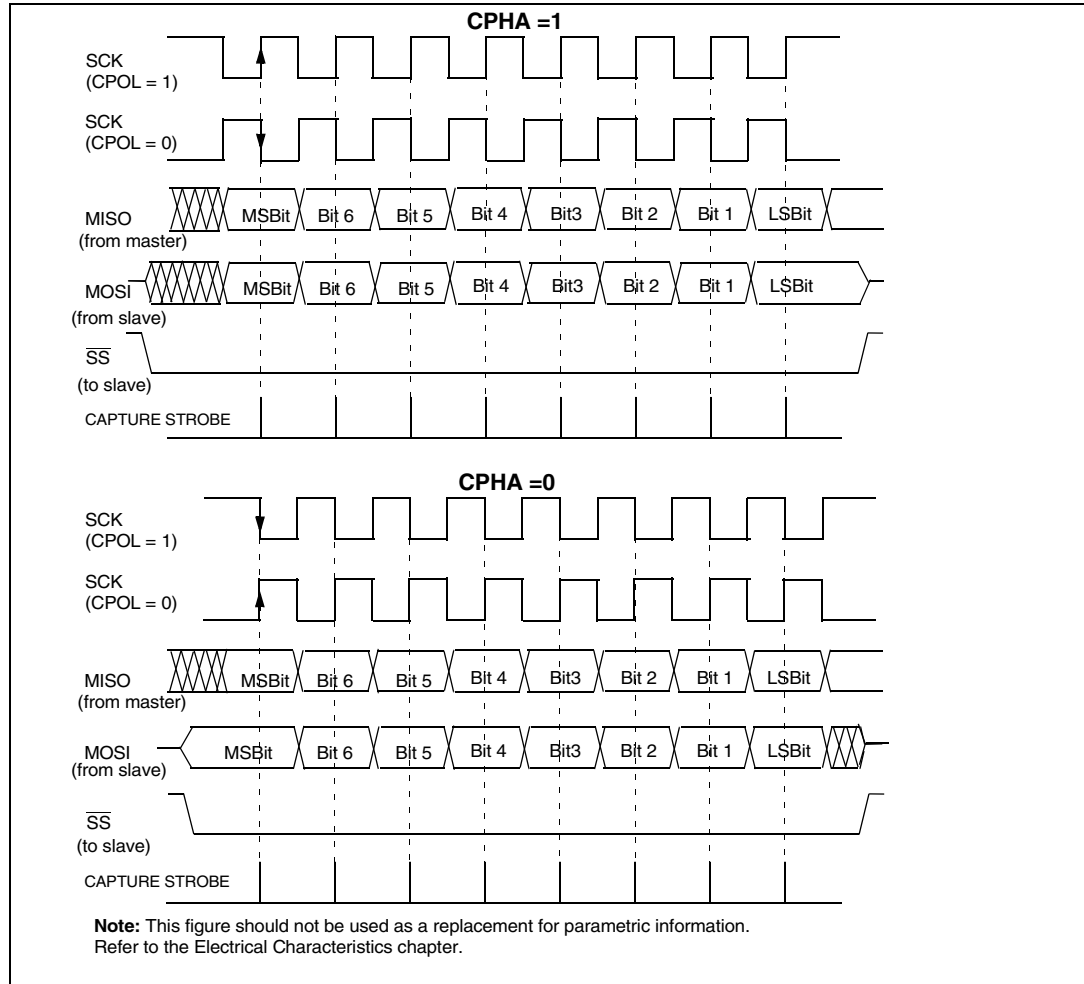 CPHA =1
SCK
(CPOL = 1)
SCK
(CPOL = 0)
MISO
(from master)
MSBit Bit 6 Bit 5 Bit 4 Bit3 Bit 2 Bit 1 LSBit
MOSI
(from slave)
MSBit Bit 6 Bit 5 Bit 4 Bit3 Bit 2 Bit 1 LSBit
SS
(to slave)
CAPTURE STROBE
CPHA =0
SCK
(CPOL = 1)
SCK
(CPOL = 0)
MISO
(from master)
MSBit Bit 6 Bit 5 Bit 4 Bit3 Bit 2 Bit 1 LSBit
MOSI
(from slave)
MSBit Bit 6 Bit 5 Bit 4 Bit3 Bit 2 Bit 1 LSBit
SS
(to slave)
CAPTURE STROBE
Note: This figure should not be used as a replacement for parametric information.
Refer to the Electrical Characteristics chapter.